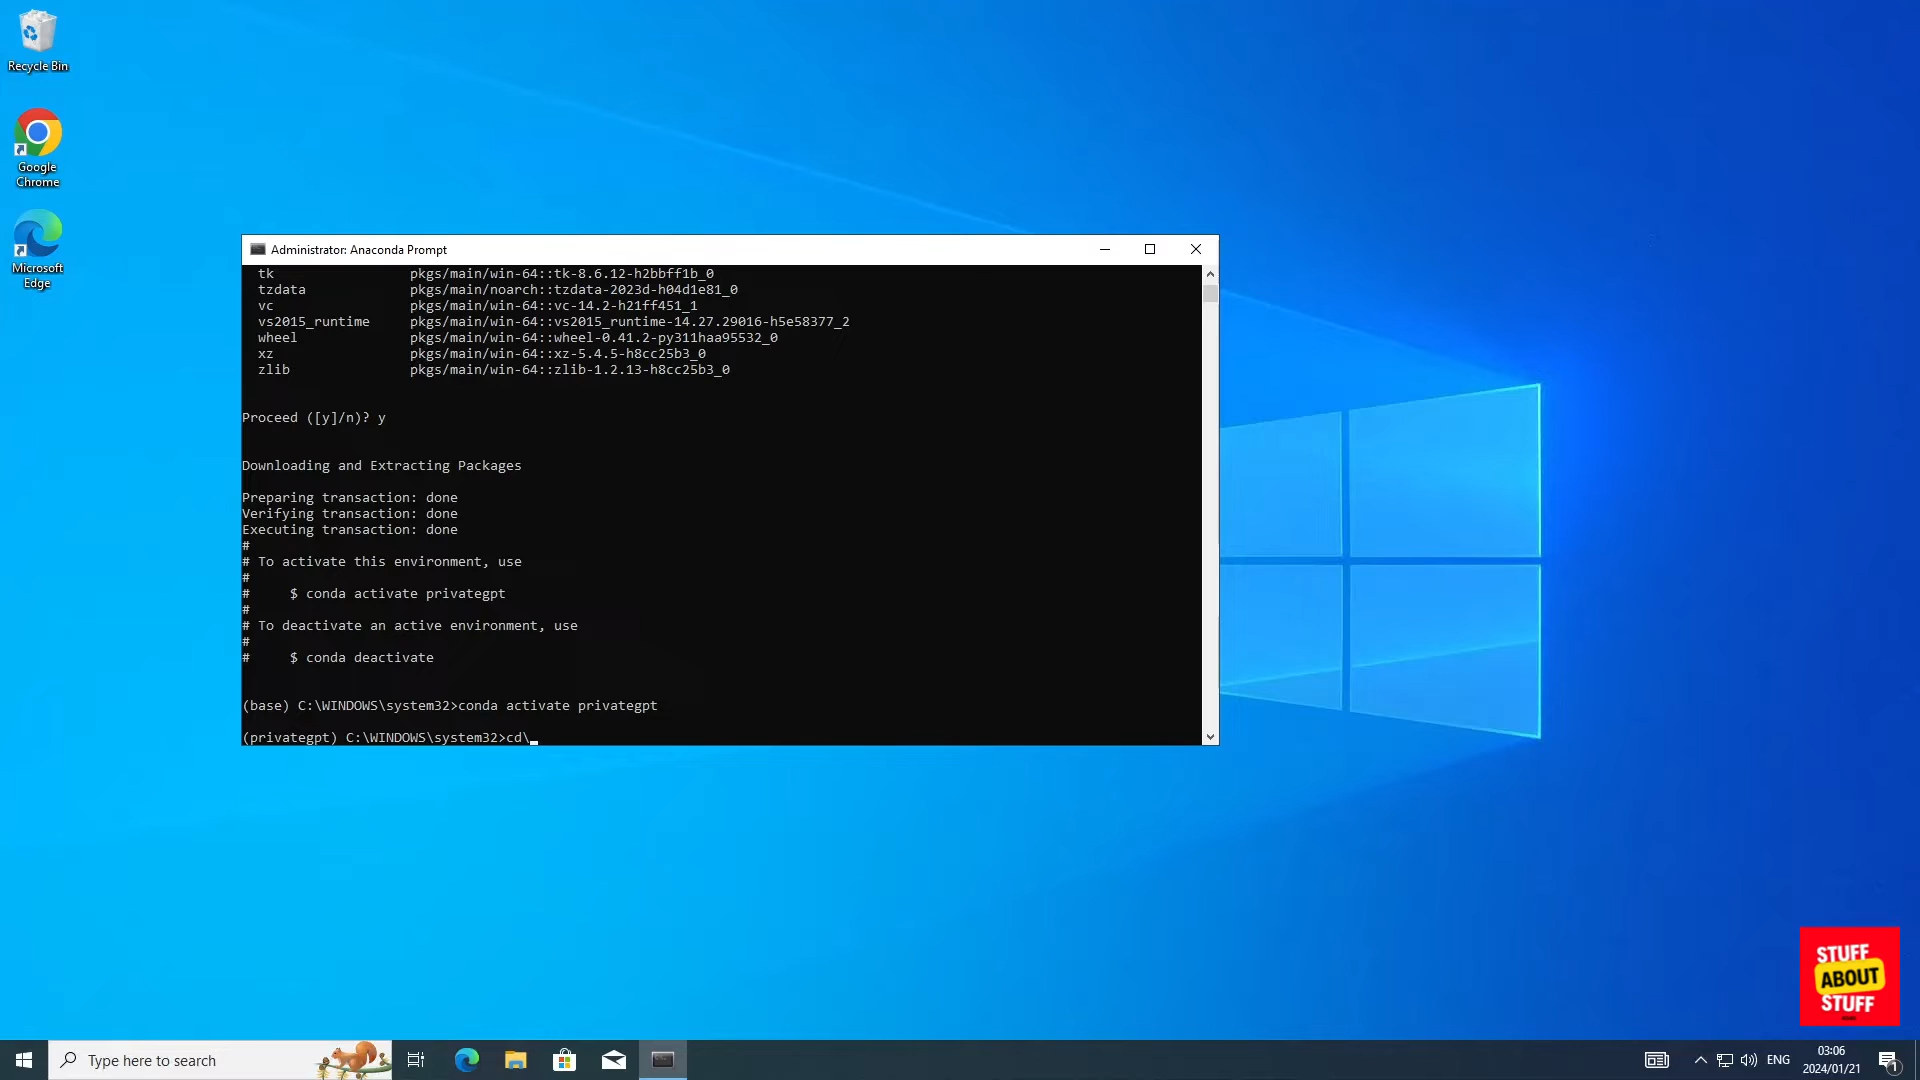 Recycle Bin
Google
Chrome
Microsoft
Edge
Administrator: Anaconda Prompt
tk pkgs/main/win-64::tk-8.6.12-h2bbff1b_0
tzdata pkgs/main/noarch::tzdata-2023d-h04d1e81_0
vc pkgs/main/win-64::vc-14.2-h21ff451_1
vs2015_runtime pkgs/main/win-64::vs2015_runtime-14.27.29016-h5e58377_2
wheel pkgs/main/win-64::wheel-0.41.2-py311haa95532_0
xz pkgs/main/win-64::xz-5.4.5-h8cc25b3_0
zlib pkgs/main/win-64::zlib-1.2.13-h8cc25b3_0
Proceed ([y]/n)? y
Downloading and Extracting Packages
Preparing transaction: done
Verifying transaction: done
Executing transaction: done
#
# To activate this environment, use
#
# $ conda activate privategpt
#
# To deactivate an active environment, use
#
# $ conda deactivate
(base) C:\WINDOWS\system32>conda activate privategpt
(privategpt) C:\WINDOWS\system32>cd\_
STUFF
ABOUT
STUFF
Type here to search
ENG
03:06
2024/01/21
1